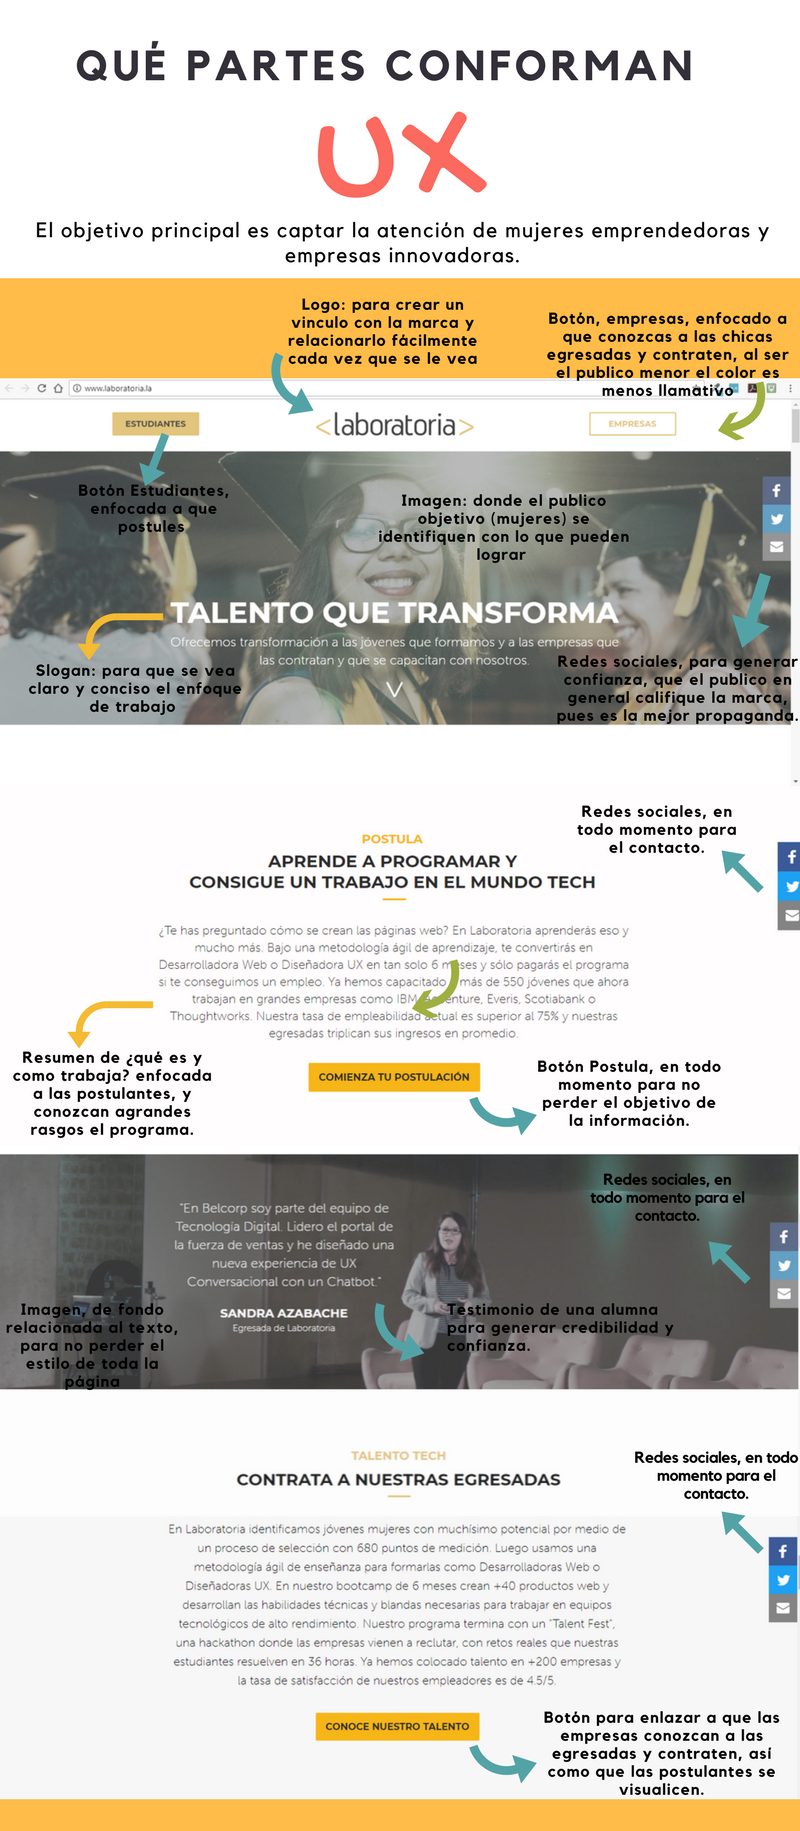 QUÉ PARTES CONFORMAN
UX
El objetivo principal es captar la atención de mujeres emprendedoras y
empresas innovadoras.
Logo: para crear un
vinculo con la marca y
relacionarlo fácilmente
cada vez que se le vea
Botón, empresas, enfocado a
que conozcas a las chicas
egresadas y contraten, al ser
el publico menor el color es
menos llamativo
www.laboratoria.la
ESTUDIANTES
<laboratoria>
EMPRESAS
Botón Estudiantes,
enfocada a que
postules
Imagen: donde el publico
objetivo (mujeres) se
identifiquen con lo que pueden
lograr
TALENTO QUE TRANSFORMA
Ofrecemos transformación a las jóvenes que formamos y a las empresas que
las contratan y que se capacitan con nosotros.
Slogan: para que se vea
claro y conciso el enfoque
de trabajo
Redes sociales, para generar
confianza, que el publico en
general califique la marca,
pues es la mejor propaganda.
Redes sociales, en
todo momento para
el contacto.
POSTULA
APRENDE A PROGRAMAR Y
CONSIGUE UN TRABAJO EN EL MUNDO TECH
¿Te has preguntado cómo se crean las páginas web? En Laboratoria aprenderás eso y
mucho más. Bajo una metodología ágil de aprendizaje, te convertirás en
Desarrolladora Web o Diseñadora UX en tan solo 6 meses y sólo pagarás el programa
si te conseguimos un empleo. Ya hemos capacitado más de 550 jóvenes que ahora
trabajan en grandes empresas como IBM, Accenture, Everis, Scotiabank o
Thoughtworks. Nuestra tasa de empleabilidad actual es superior al 75% y nuestras
egresadas triplican sus ingresos en promedio.
COMIENZA TU POSTULACIÓN
Resumen de ¿qué es y
como trabaja? enfocada
a las postulantes, y
conozcan agrandes
rasgos el programa.
Botón Postula, en todo
momento para no
perder el objetivo de
la información.
Redes sociales, en
todo momento para el
contacto.
"En Belcorp soy parte del equipo de
Tecnología Digital. Lidero el portal de
la fuerza de ventas y he diseñado una
nueva experiencia de UX
Conversacional con un Chatbot."
SANDRA AZABACHE
Egresada de Laboratoria
Imagen, de fondo
relacionada al texto,
para no perder el
estilo de toda la
página
Testimonio de una alumna
para generar credibilidad y
confianza.
TALENTO TECH
CONTRATA A NUESTRAS EGRESADAS
Redes sociales, en todo
momento para el
contacto.
En Laboratoria identificamos jóvenes mujeres con muchísimo potencial por medio de
un proceso de selección con 680 puntos de medición. Luego usamos una
metodología ágil de enseñanza para formarlas como Desarrolladoras Web o
Diseñadoras UX. En nuestro bootcamp de 6 meses crean +40 productos web y
desarrollan las habilidades técnicas y blandas necesarias para trabajar en equipos
tecnológicos de alto rendimiento. Nuestro programa termina con un "Talent Fest",
una hackathon donde las empresas vienen a reclutar, con retos reales que nuestras
estudiantes resuelven en 36 horas. Ya hemos colocado talento en +200 empresas y
la tasa de satisfacción de nuestros empleadores es de 4.5/5.
CONOCE NUESTRO TALENTO
Botón para enlazar a que las
empresas conozcan a las
egresadas y contraten, así
como que las postulantes se
visualicen.